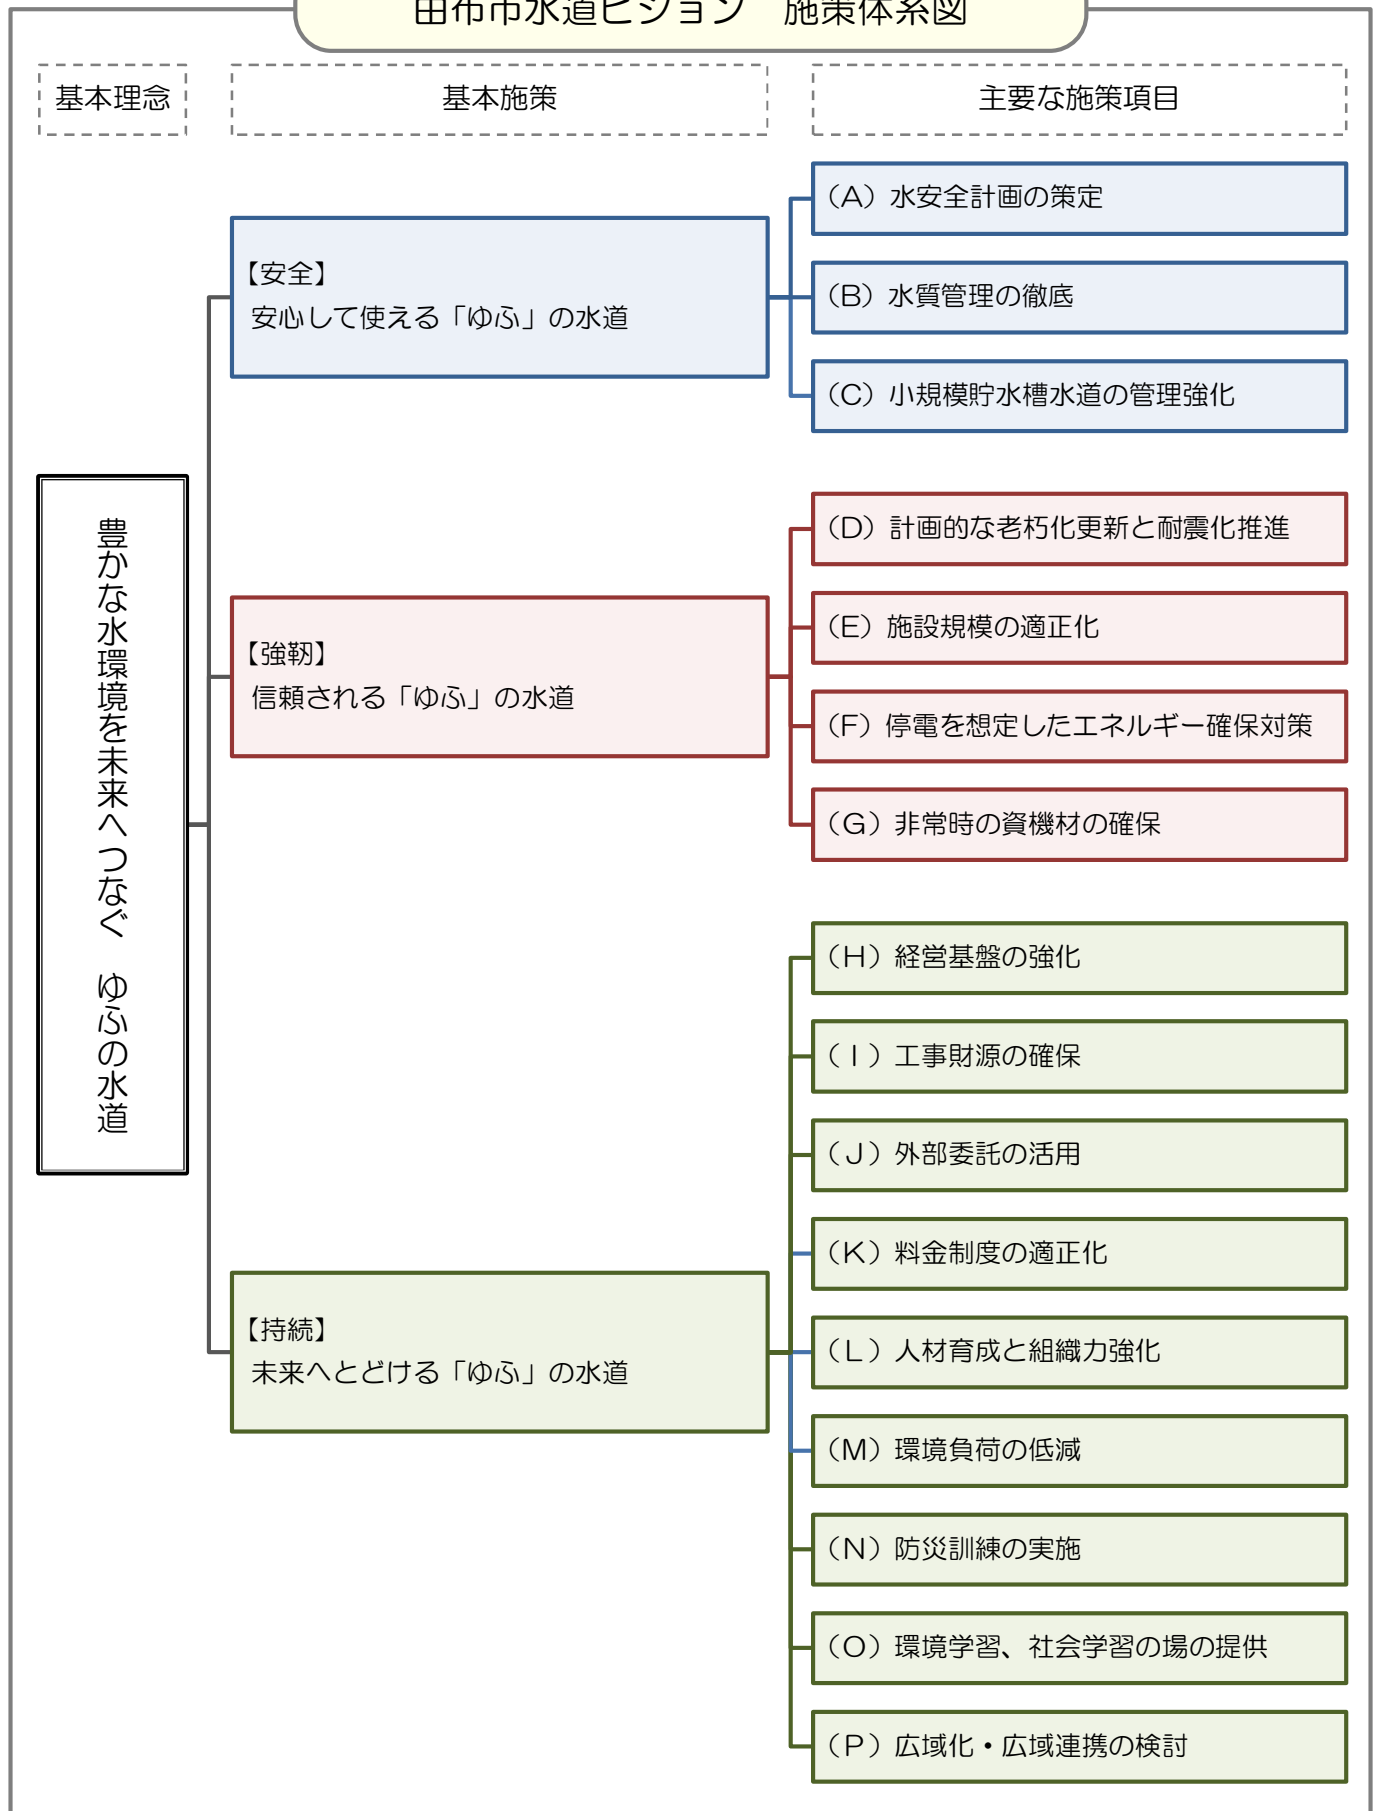 由布市水道ビジョン 施策体系図
基本理念
基本施策
主要な施策項目
豊かな水環境を未来へつなぐ ゆふの水道
【安全】
安心して使える「ゆふ」の水道
(A)水安全計画の策定
(B)水質管理の徹底
(C)小規模貯水槽水道の管理強化
【強靭】
信頼される「ゆふ」の水道
(D)計画的な老朽化更新と耐震化推進
(E)施設規模の適正化
(F)停電を想定したエネルギー確保対策
(G)非常時の資機材の確保
【持続】
未来へとどける「ゆふ」の水道
(H)経営基盤の強化
(I)工事財源の確保
(J)外部委託の活用
(K)料金制度の適正化
(L)人材育成と組織力強化
(M)環境負荷の低減
(N)防災訓練の実施
(O)環境学習、社会学習の場の提供
(P)広域化・広域連携の検討